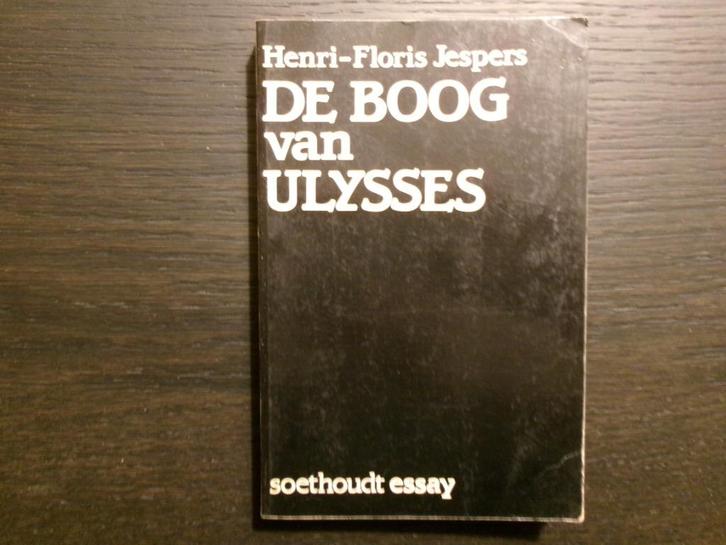 Henri-Floris Jespers
DE BOOG
van
ULYSSES
soethoudt essay